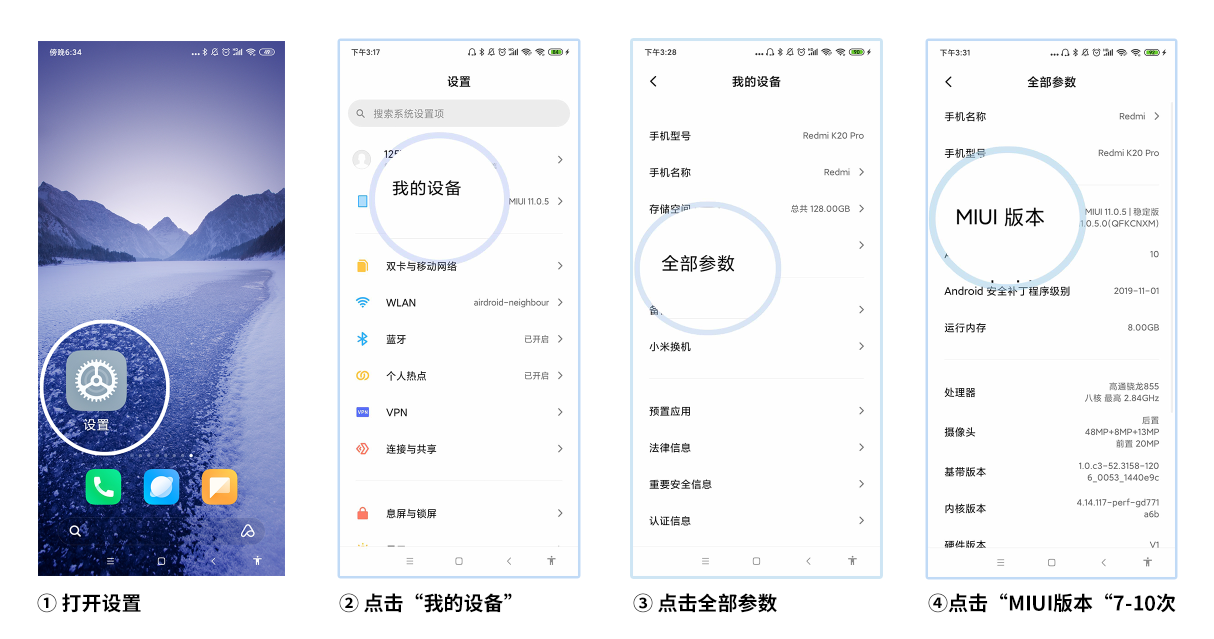 傍晚6:34
设置
① 打开设置
下午3:17
设置
搜索系统设置项
我的设备
MIUI 11.0.5
双卡与移动网络
WLAN airdroid-neighbour
蓝牙 已开启
个人热点 已开启
VPN VPN
连接与共享
息屏与锁屏
② 点击“我的设备”
下午3:28
我的设备
手机型号 Redmi K20 Pro
手机名称 Redmi
存储空间 总共 128.00GB
全部参数
小米换机
预置应用
法律信息
重要安全信息
认证信息
③ 点击全部参数
下午3:31
全部参数
手机名称 Redmi
手机型号 Redmi K20 Pro
MIUI 版本
MIUI 11.0.5 | 稳定版
1.0.5.0(QFKCNXM)
10
Android 安全补丁程序级别 2019-11-01
运行内存 8.00GB
处理器 高通骁龙855
八核 最高 2.84GHz
摄像头 后置
48MP+8MP+13MP
前置 20MP
基带版本 1.0.c3-52.3158-120
6_0053_1440e9c
内核版本 4.14.117-perf-gd771
a6b
硬件版本 V1
④点击“MIUI版本“7-10次